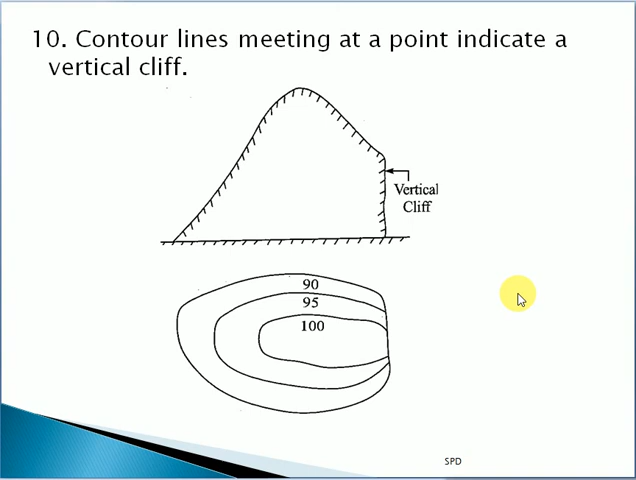 10. Contour lines meeting at a point indicate a
vertical cliff.
Vertical
Cliff
90
95
100
SPD